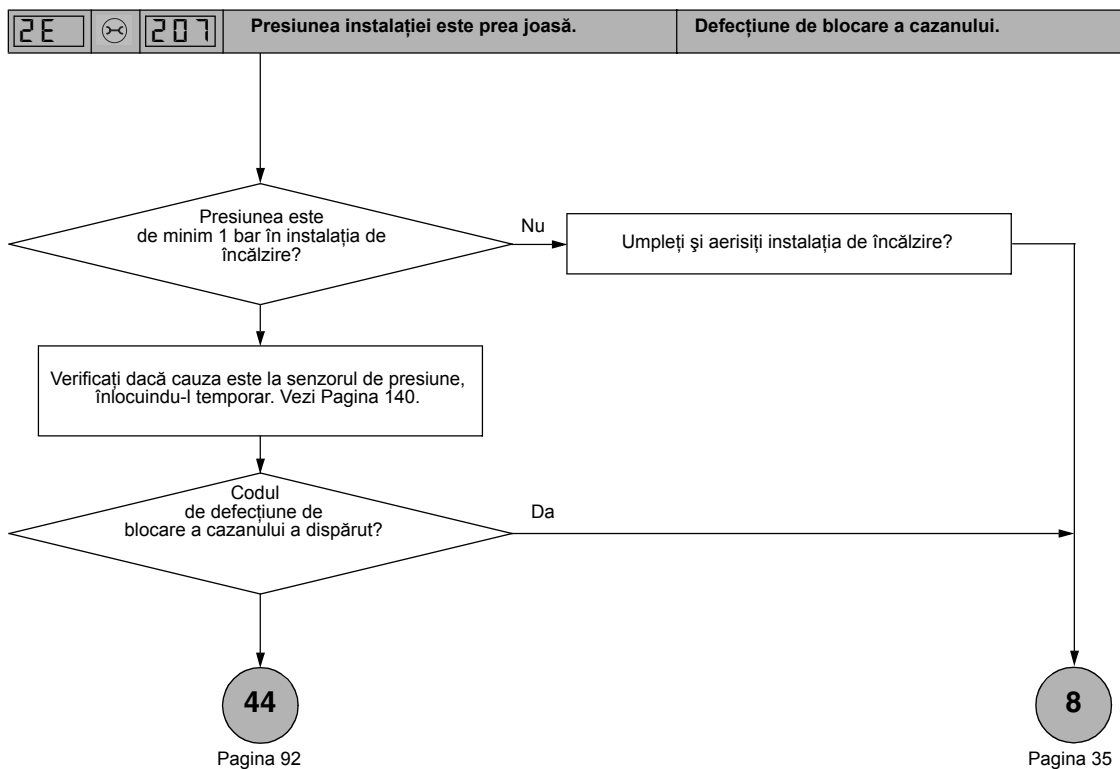 2E 207 Presiunea instalației este prea joasă. Defecțiune de blocare a cazanului.
Presiunea este
de minim 1 bar în instalația de
încălzire?
Nu
Umpleți şi aerisiți instalația de încălzire?
Verificați dacă cauza este la senzorul de presiune,
înlocuindu-l temporar. Vezi Pagina 140.
Codul
de defecțiune de
blocare a cazanului a dispărut?
Da
44
Pagina 92
8
Pagina 35